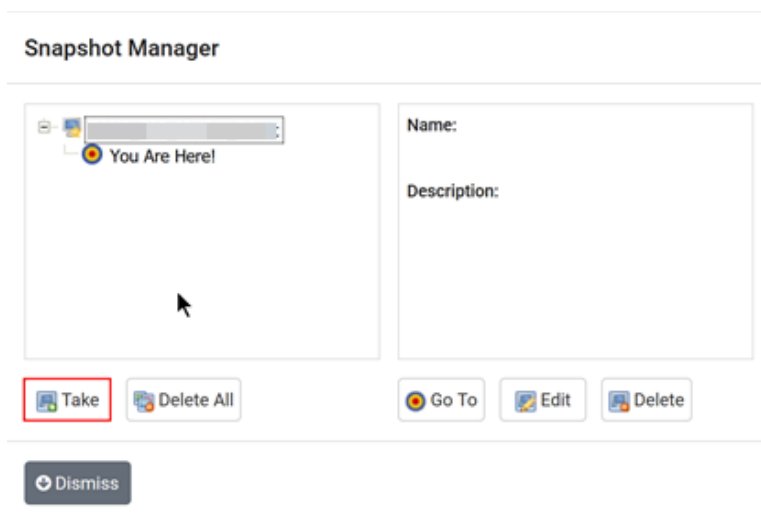 Snapshot Manager
You Are Here!
Name:
Description:
Take
Delete All
Go To
Edit
Delete
Dismiss